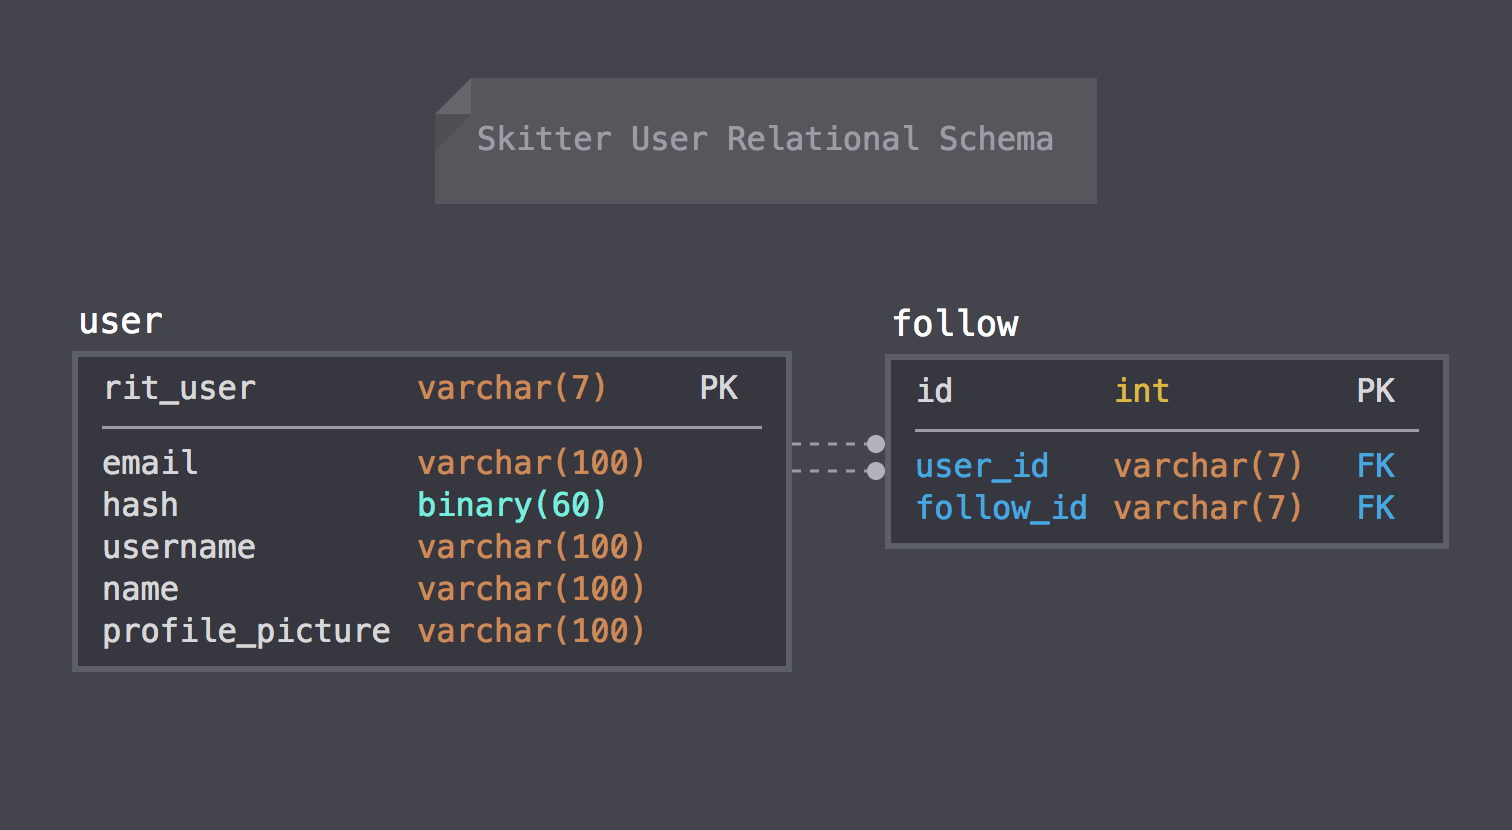 Skitter User Relational Schema
user
rit_user varchar(7) PK
email varchar(100)
hash binary(60)
username varchar(100)
name varchar(100)
profile_picture varchar(100)
follow
id int PK
user_id varchar(7) FK
follow_id varchar(7) FK